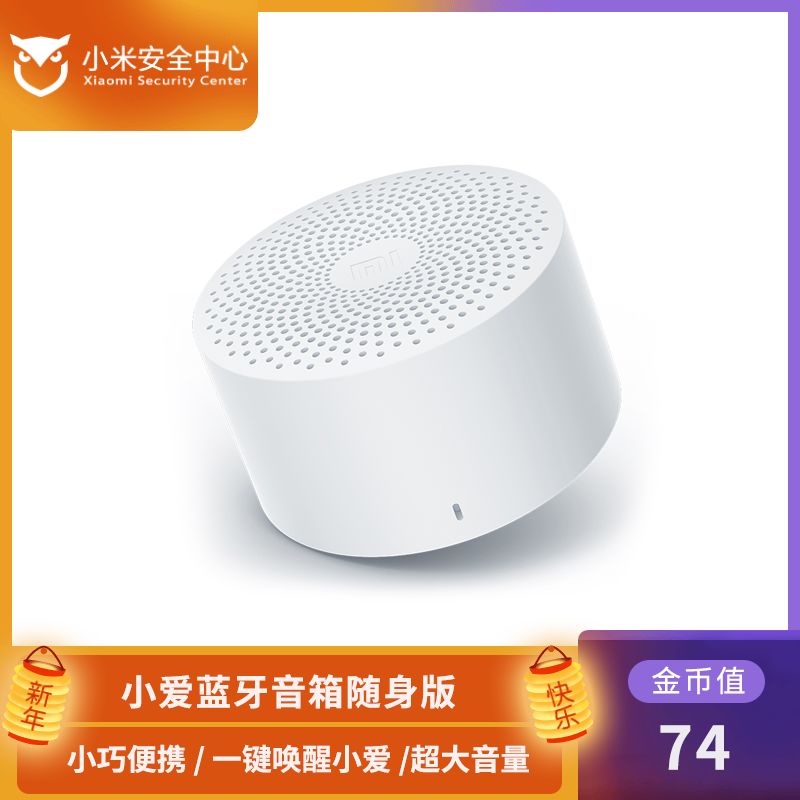 小米安全中心
Xiaomi Security Center
MI
小爱蓝牙音箱随身版
小巧便携 / 一键唤醒小爱 /超大音量
新年
快乐
金币值
74